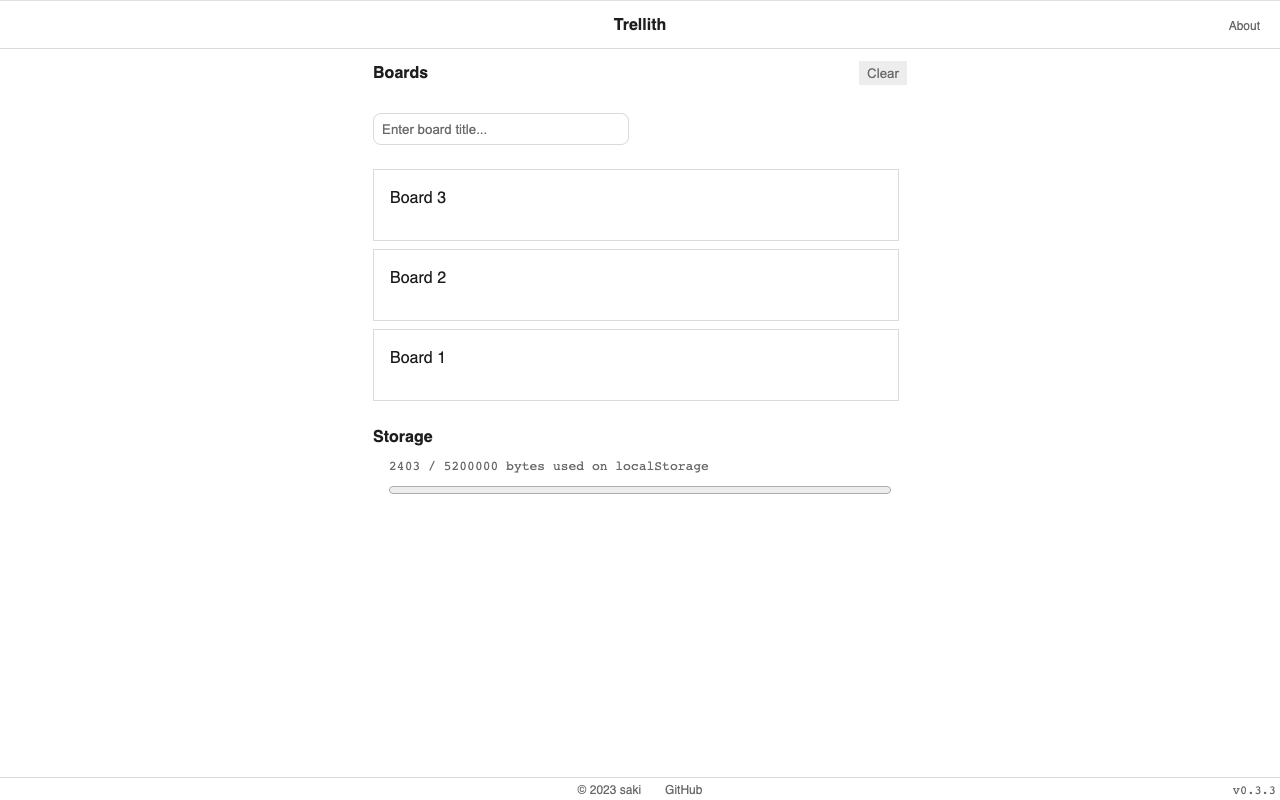 Trellith
About
Boards
Clear
Enter board title...
Board 3
Board 2
Board 1
Storage
2403 / 5200000 bytes used on localStorage
© 2023 saki
GitHub
v0.3.3